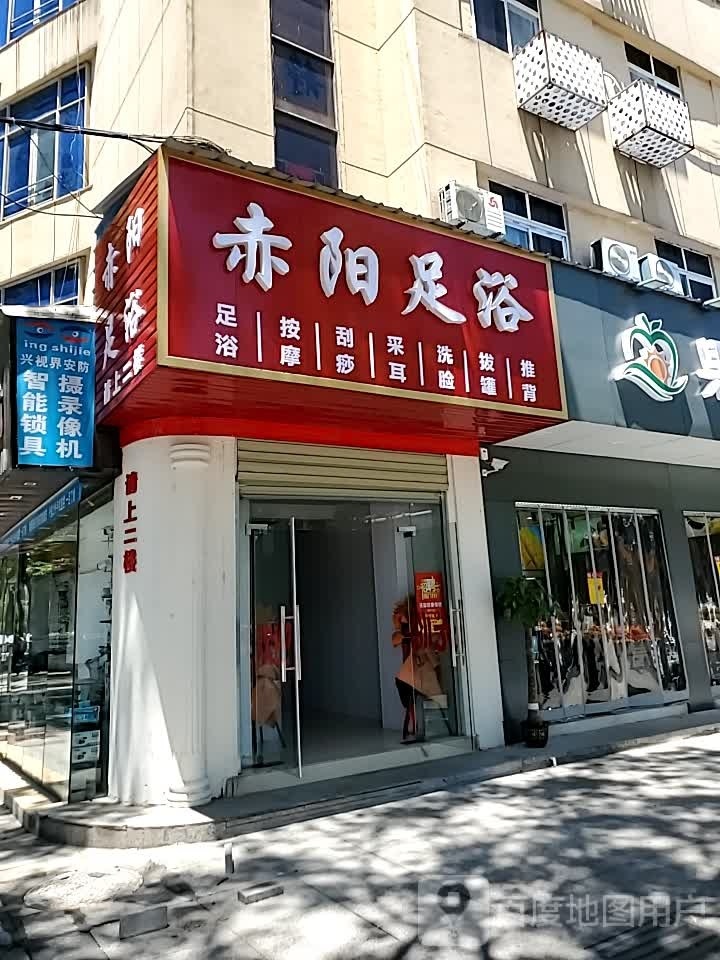 赤阳足浴
足浴 按摩 刮痧 采耳 洗脸 拔罐 推背
赤阳
足浴
请上二楼
ing shijie
兴视界安防
智能锁具
摄录像机
请上二楼
百度地图用户